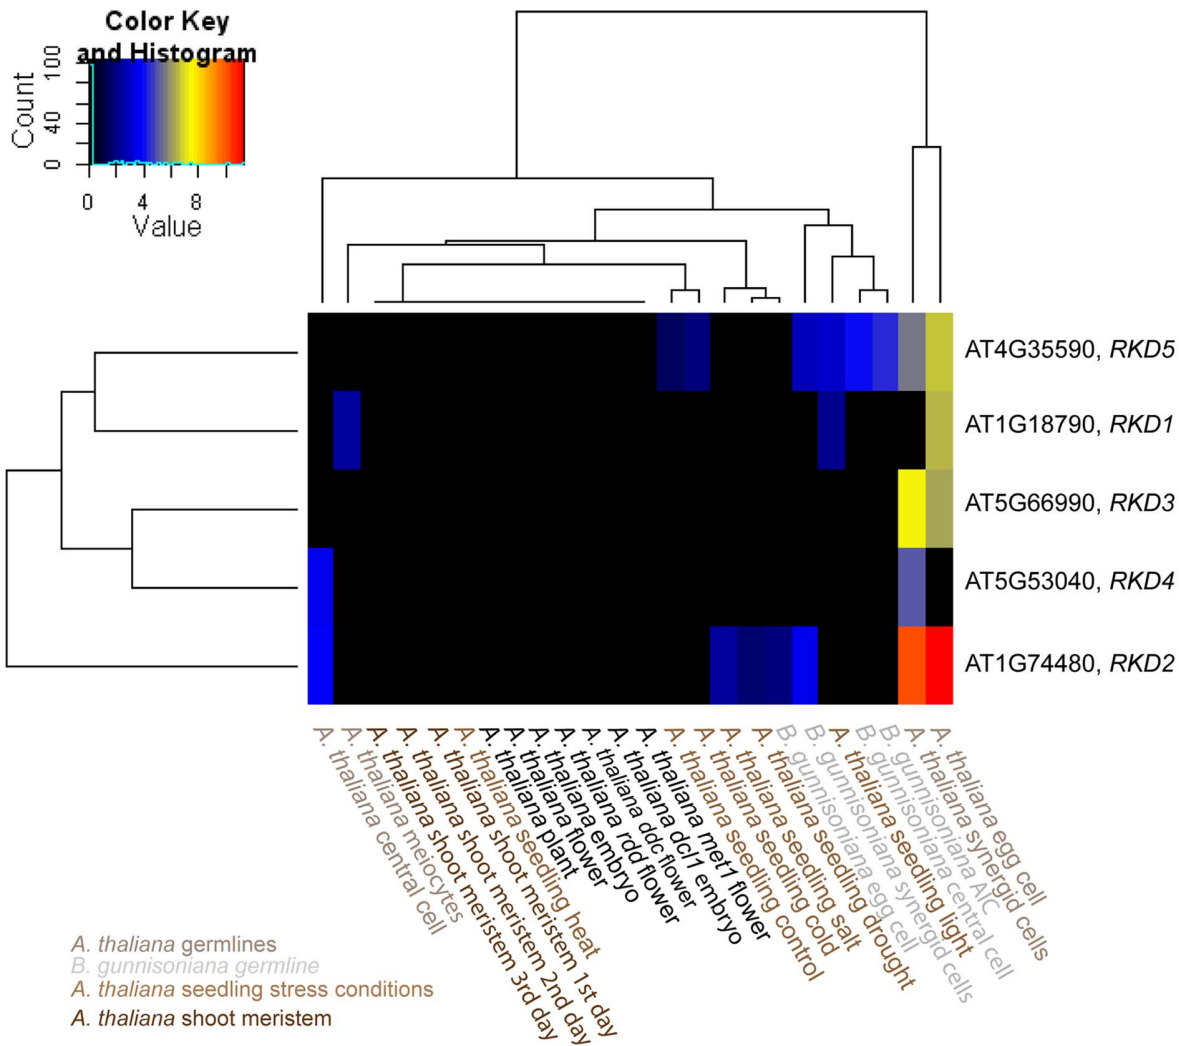 Color Key
and Histogram
Count
100
40
0
0 4 8
Value
AT4G35590, RKD5
AT1G18790, RKD1
AT5G66990, RKD3
AT5G53040, RKD4
AT1G74480, RKD2
A. thaliana central cell
A. thaliana meiocytes
A. thaliana shoot meristem 3rd day
A. thaliana shoot meristem 2nd day
A. thaliana shoot meristem 1st day
A. thaliana seedling heat
A. thaliana plant
A. thaliana flower
A. thaliana embryo
A. thaliana rdd flower
A. thaliana ddc flower
A. thaliana dcl1 embryo
A. thaliana met1 flower
A. thaliana seedling control
A. thaliana seedling cold
A. thaliana seedling salt
A. thaliana seedling drought
B. gunnisoniana egg cell
B. gunnisoniana synergid cells
A. thaliana seedling light
B. gunnisoniana central cell
B. gunnisoniana AIC
A. thaliana synergid cells
A. thaliana egg cell
A. thaliana germlines
B. gunnisoniana germline
A. thaliana seedling stress conditions
A. thaliana shoot meristem